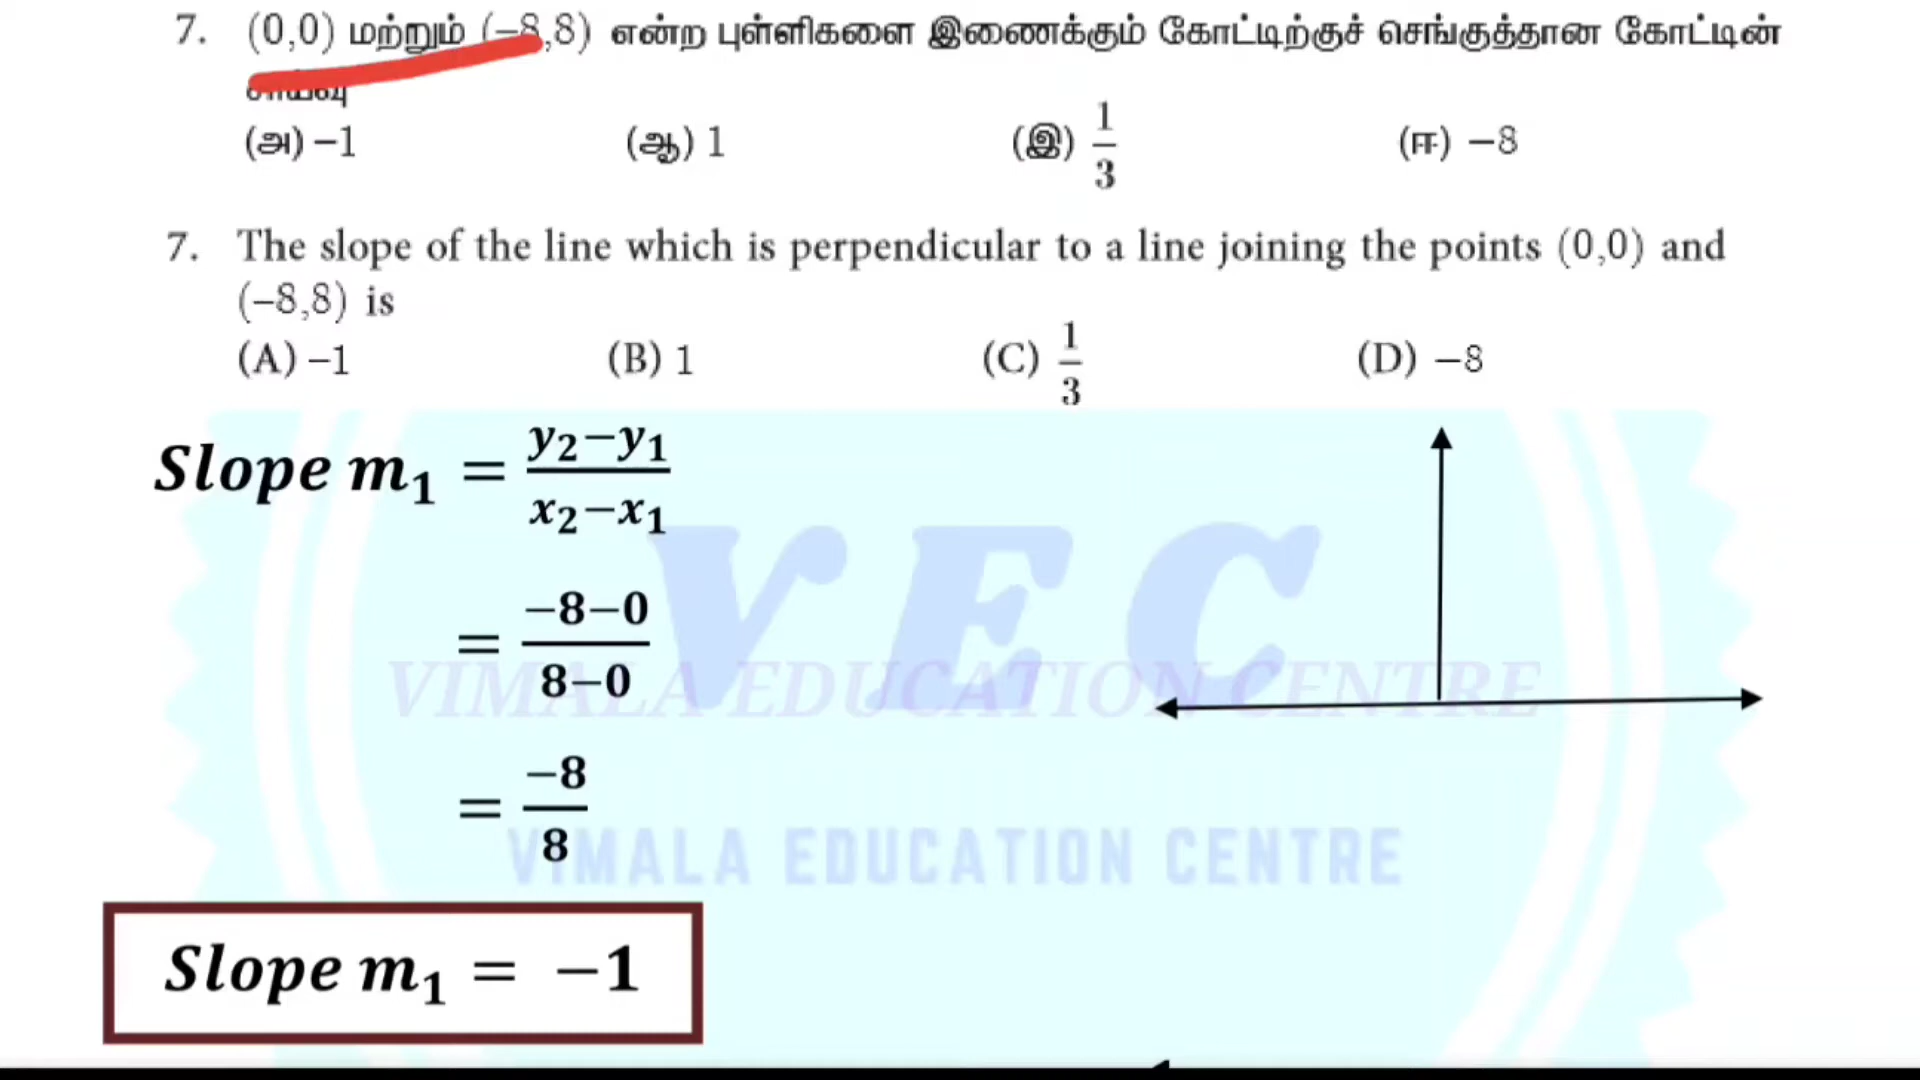 7. (0,0) மற்றும் (−8,8) என்ற புள்ளிகளை இணைக்கும் கோட்டிற்குச் செங்குத்தான கோட்டின்
சாய்வு
(அ) −1 (ஆ) 1 (இ) 1/3 (ஈ) −8
7. The slope of the line which is perpendicular to a line joining the points (0,0) and
(−8,8) is
(A) −1 (B) 1 (C) 1/3 (D) −8
Slope m₁ = y₂−y₁ / x₂−x₁
= −8−0 / 8−0
= −8 / 8
Slope m₁ = −1
VEC
VIMALA EDUCATION CENTRE
VIMALA EDUCATION CENTRE